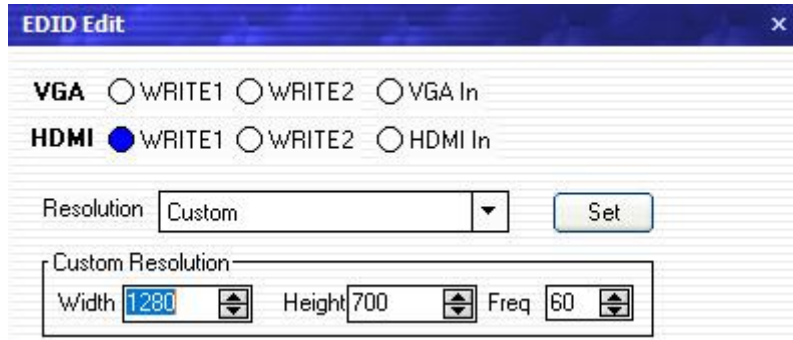 EDID Edit ×
VGA WRITE1 WRITE2 VGA In
HDMI WRITE1 WRITE2 HDMI In
Resolution Custom Set
Custom Resolution
Width 1280 Height 700 Freq 60